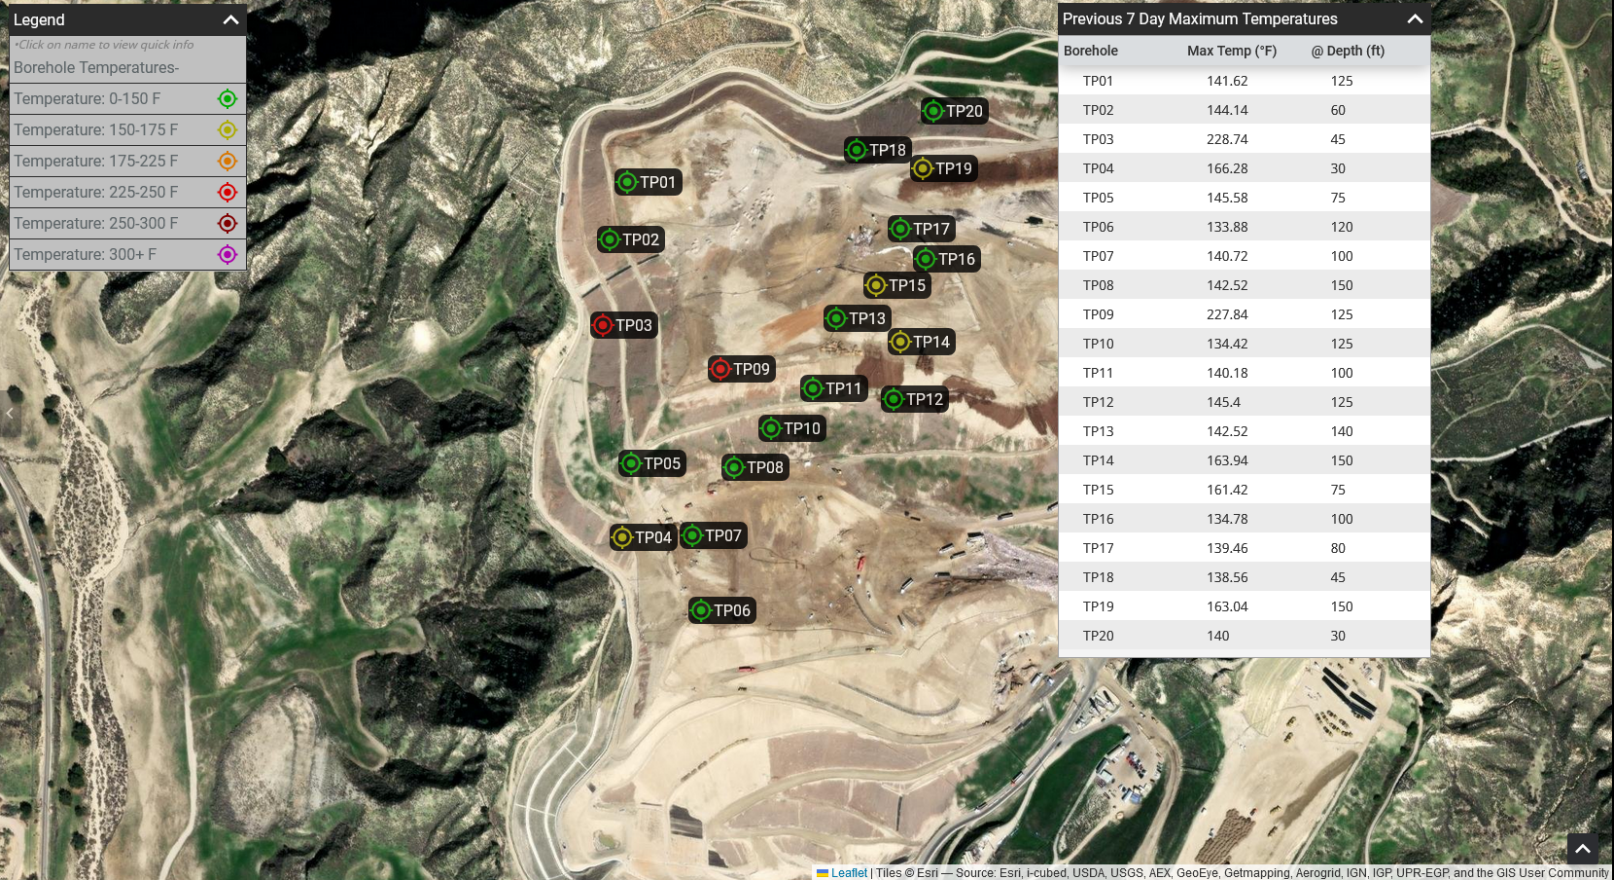 Legend
•Click on name to view quick info
Borehole Temperatures-
Temperature: 0-150 F
Temperature: 150-175 F
Temperature: 175-225 F
Temperature: 225-250 F
Temperature: 250-300 F
Temperature: 300+ F
TP20
TP18
TP19
TP01
TP17
TP02
TP16
TP15
TP13
TP03
TP14
TP09
TP11
TP12
TP10
TP05
TP08
TP04
TP07
TP06
Previous 7 Day Maximum Temperatures
Borehole Max Temp (°F) @ Depth (ft)
TP01 141.62 125
TP02 144.14 60
TP03 228.74 45
TP04 166.28 30
TP05 145.58 75
TP06 133.88 120
TP07 140.72 100
TP08 142.52 150
TP09 227.84 125
TP10 134.42 125
TP11 140.18 100
TP12 145.4 125
TP13 142.52 140
TP14 163.94 150
TP15 161.42 75
TP16 134.78 100
TP17 139.46 80
TP18 138.56 45
TP19 163.04 150
TP20 140 30
Leaflet | Tiles © Esri — Source: Esri, i-cubed, USDA, USGS, AEX, GeoEye, Getmapping, Aerogrid, IGN, IGP, UPR-EGP, and the GIS User Community